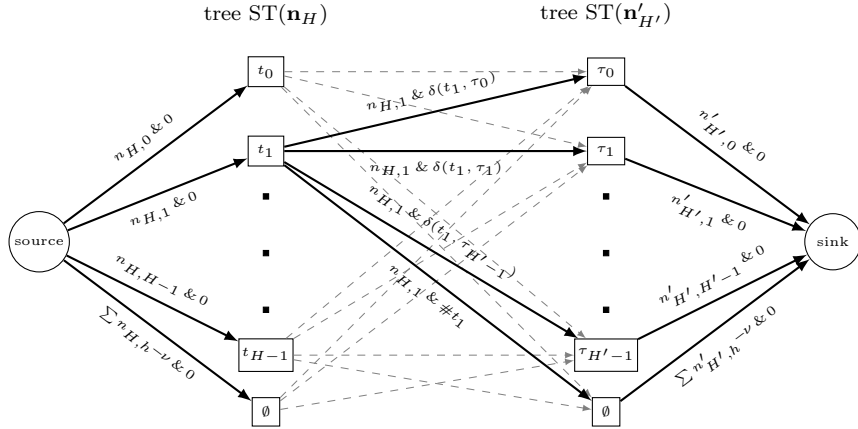 tree ST(n_H) tree ST(n'_{H'})
t_0
τ_0
n_{H,0} & 0
n_{H,1} & δ(t_1, τ_0)
n'_{H',0} & 0
t_1
τ_1
n_{H,1} & 0
n_{H,1} & δ(t_1, τ_1)
n'_{H',1} & 0
source
sink
n_{H,1} & δ(t_1, τ_{H'−1})
n_{H,1} & #t_1
n_{H,H−1} & 0
n'_{H',H'−1} & 0
t_{H−1}
τ_{H'−1}
∑ n_{H,h}−ν & 0
∑ n'_{H',h}−ν & 0
∅
∅